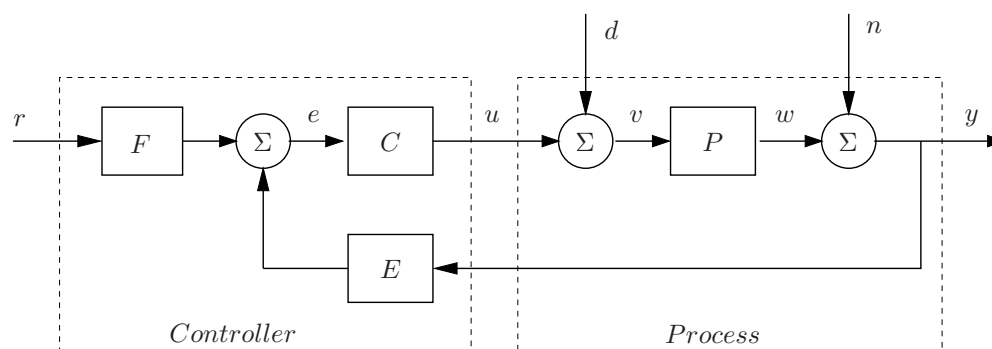 d
n
r
F
Σ
e
C
u
Σ
v
P
w
Σ
y
E
Controller
Process